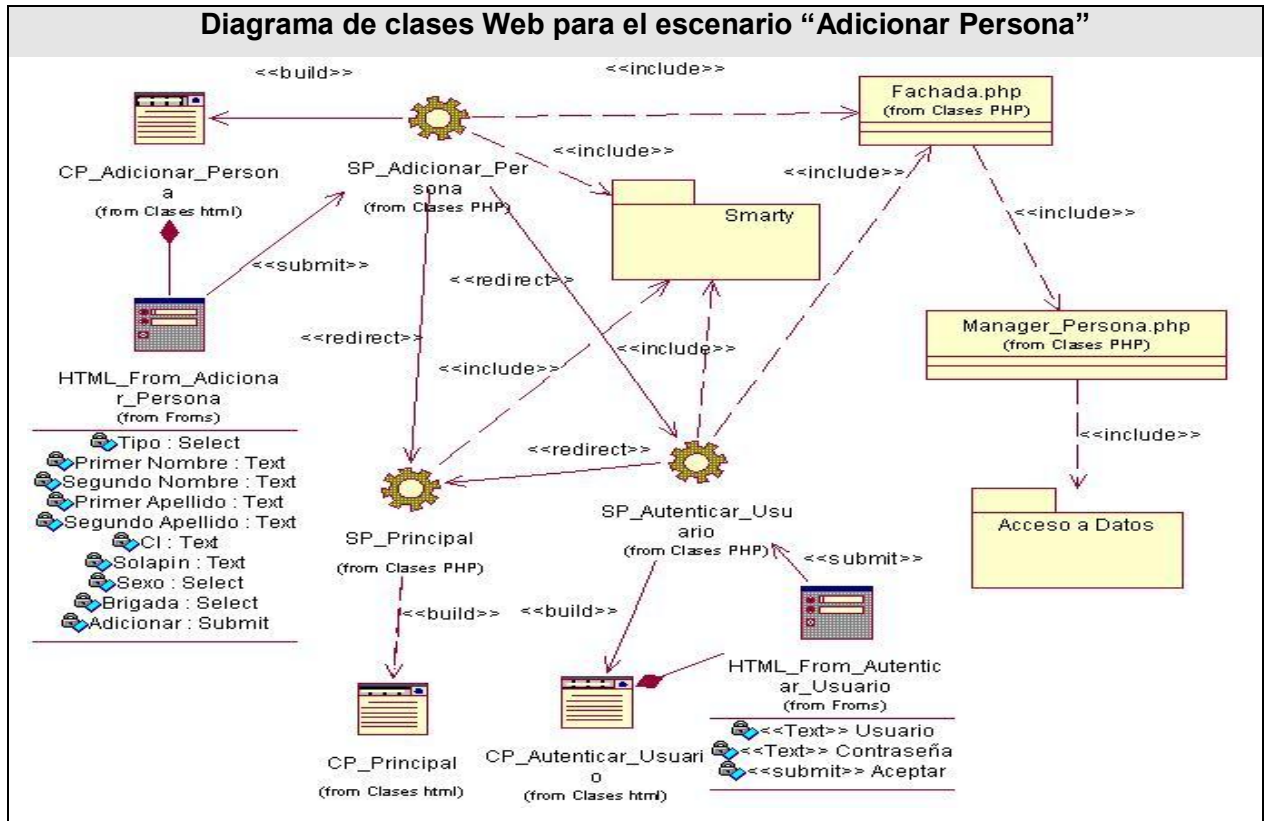 Diagrama de clases Web para el escenario “Adicionar Persona”
<<build>>
<<include>>
Fachada.php
(from Clases PHP)
CP_Adicionar_Person
a
(from Clases html)
SP_Adicionar_Per
sona
(from Clases PHP)
<<include>>
<<include>>
Smarty
<<include>>
<<submit>>
<<redirect>>
<<redirect>>
<<include>>
<<include>>
Manager_Persona.php
(from Clases PHP)
HTML_From_Adiciona
r_Persona
(from Froms)
Tipo : Select
Primer Nombre : Text
Segundo Nombre : Text
Primer Apellido : Text
Segundo Apellido : Text
CI : Text
Solapin : Text
Sexo : Select
Brigada : Select
Adicionar : Submit
<<redirect>>
<<include>>
SP_Principal
(from Clases PHP)
SP_Autenticar_Usu
ario
(from Clases PHP)
Acceso a Datos
<<submit>>
<<build>>
<<build>>
HTML_From_Autentic
ar_Usuario
(from Froms)
<<Text>> Usuario
<<Text>> Contraseña
<<submit>> Aceptar
CP_Principal
(from Clases html)
CP_Autenticar_Usuari
o
(from Clases html)